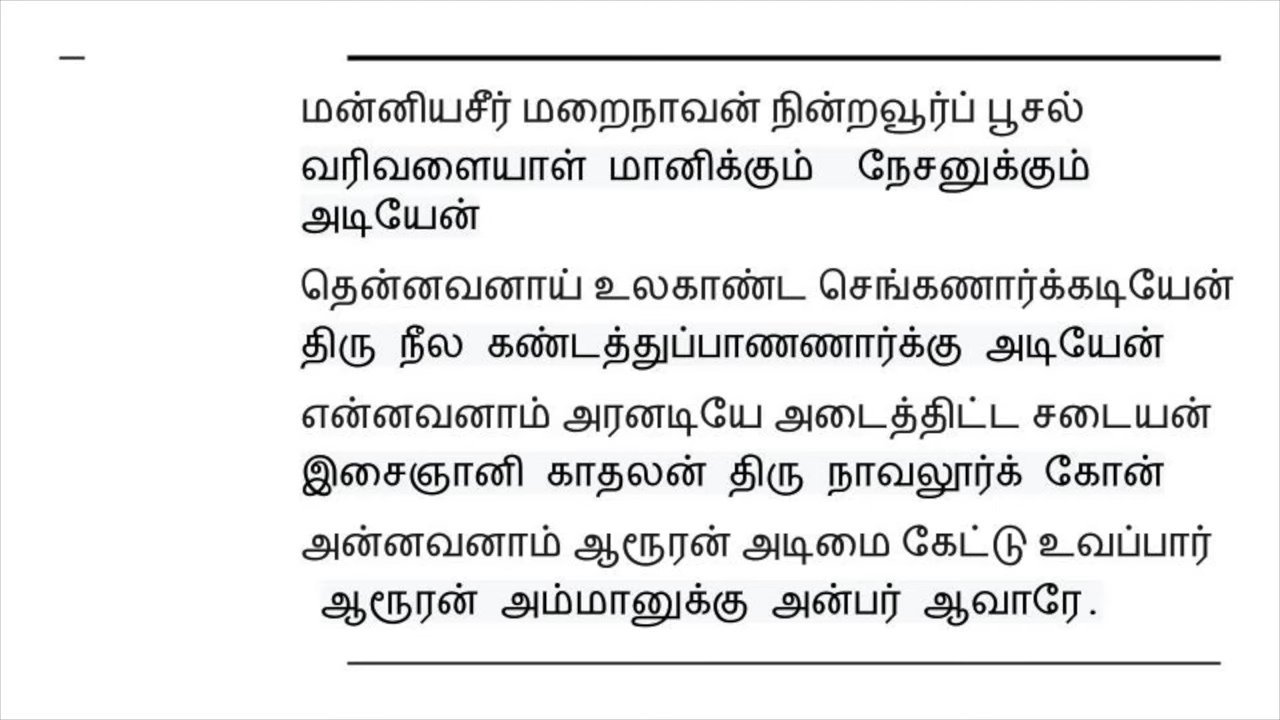 மன்னியசீர் மறைநாவன் நின்றவூர்ப் பூசல்
வரிவளையாள் மானிக்கும் நேசனுக்கும்
அடியேன்
தென்னவனாய் உலகாண்ட செங்கணார்க்கடியேன்
திரு நீல கண்டத்துப்பாணணார்க்கு அடியேன்
என்னவனாம் அரனடியே அடைத்திட்ட சடையன்
இசைஞானி காதலன் திரு நாவலூர்க் கோன்
அன்னவனாம் ஆரூரன் அடிமை கேட்டு உவப்பார்
ஆரூரன் அம்மானுக்கு அன்பர் ஆவாரே.